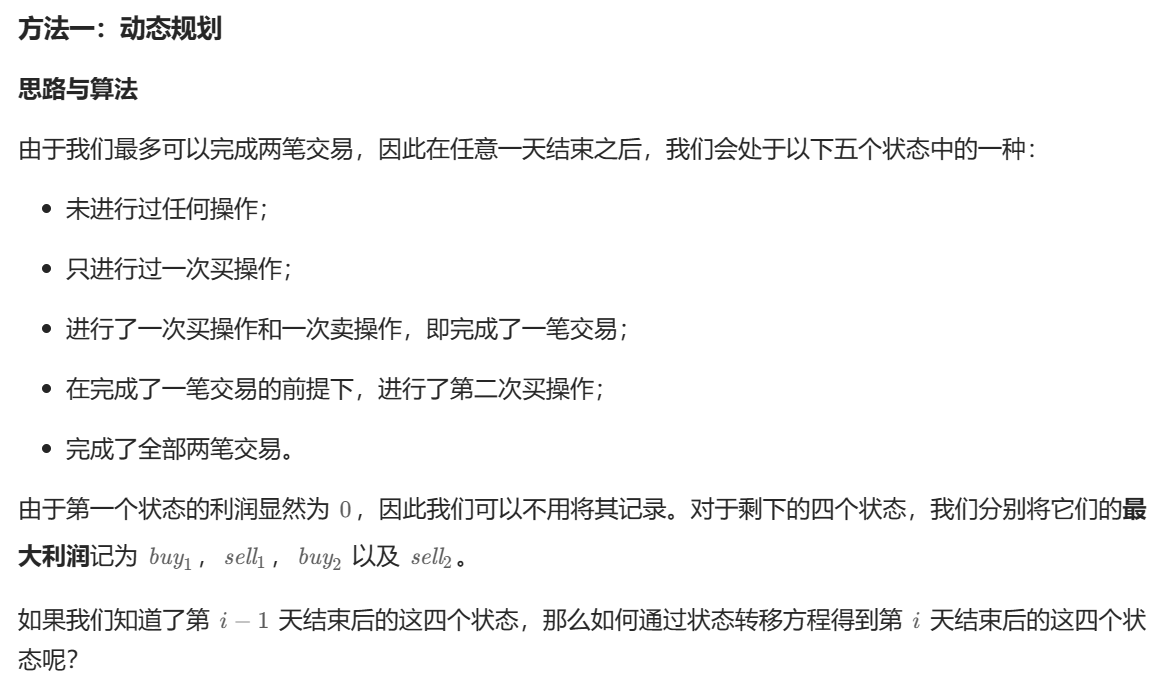 方法一：动态规划
思路与算法
由于我们最多可以完成两笔交易，因此在任意一天结束之后，我们会处于以下五个状态中的一种：
• 未进行过任何操作；
• 只进行过一次买操作；
• 进行了一次买操作和一次卖操作，即完成了一笔交易；
• 在完成了一笔交易的前提下，进行了第二次买操作；
• 完成了全部两笔交易。
由于第一个状态的利润显然为 0，因此我们可以不用将其记录。对于剩下的四个状态，我们分别将它们的最
大利润记为 buy₁，sell₁，buy₂ 以及 sell₂。
如果我们知道了第 i − 1 天结束后的这四个状态，那么如何通过状态转移方程得到第 i 天结束后的这四个状
态呢？